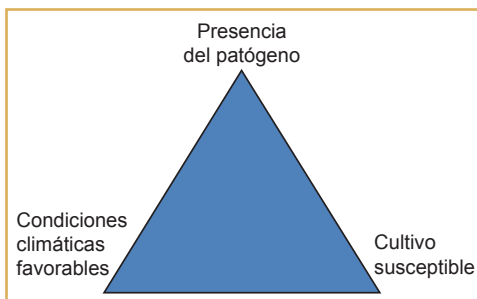 Presencia
del patógeno
Condiciones
climáticas
favorables
Cultivo
susceptible